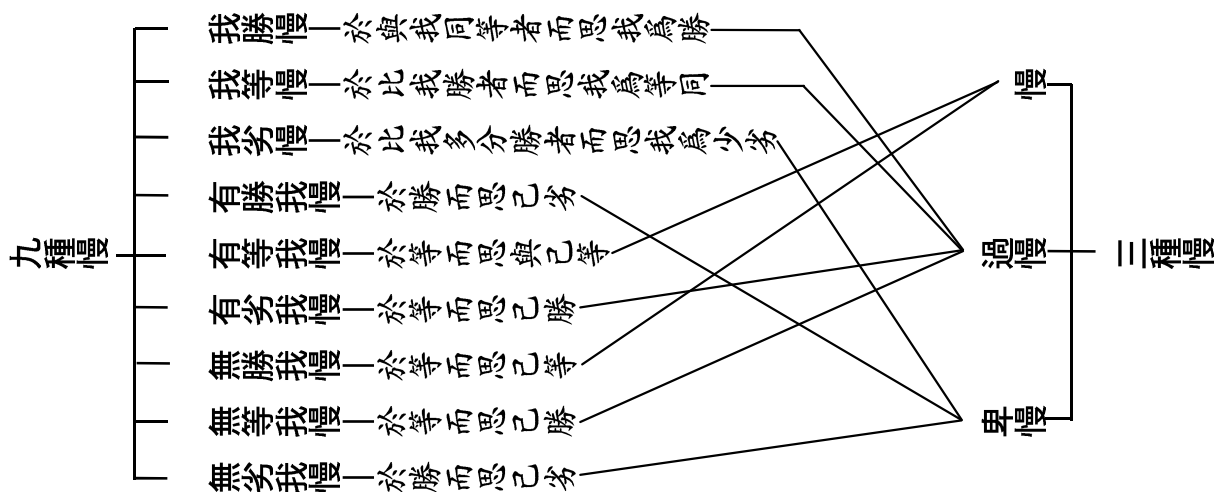 九種慢
我勝慢—於與我同等者而思我爲勝
我等慢—於比我勝者而思我爲等同
我劣慢—於比我多分勝者而思我爲少劣
有勝我慢—於勝而思己劣
有等我慢—於等而思與己等
有劣我慢—於等而思己勝
無勝我慢—於等而思己等
無等我慢—於等而思己勝
無劣我慢—於勝而思己劣
慢
過慢
卑慢
三種慢